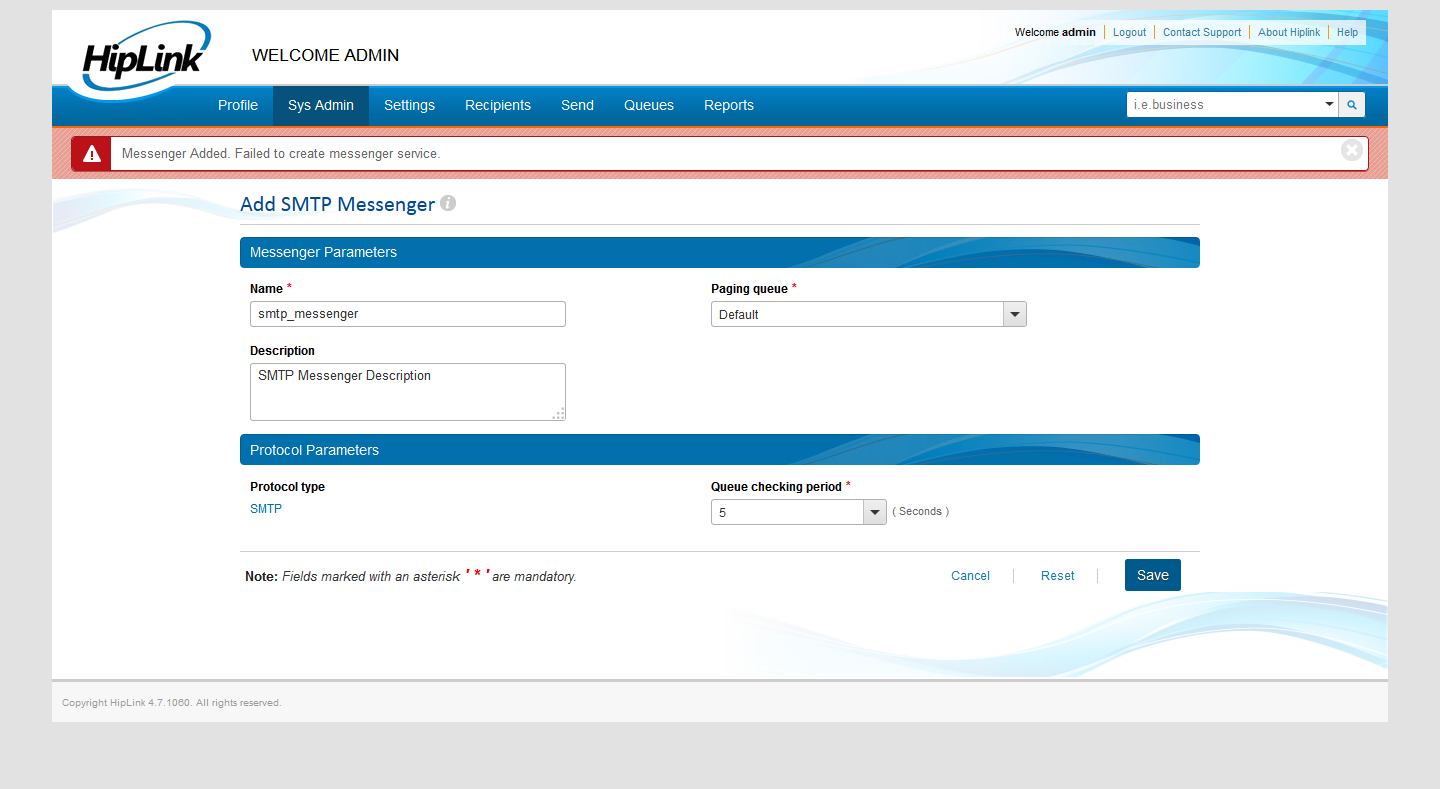 HipLink
WELCOME ADMIN
Welcome admin Logout Contact Support About Hiplink Help
Profile Sys Admin Settings Recipients Send Queues Reports i.e.business
Messenger Added. Failed to create messenger service.
Add SMTP Messenger i
Messenger Parameters
Name * Paging queue *
smtp_messenger Default
Description
SMTP Messenger Description
Protocol Parameters
Protocol type Queue checking period *
SMTP 5 ( Seconds )
Note: Fields marked with an asterisk ' * ' are mandatory. Cancel Reset Save
Copyright HipLink 4.7.1060. All rights reserved.